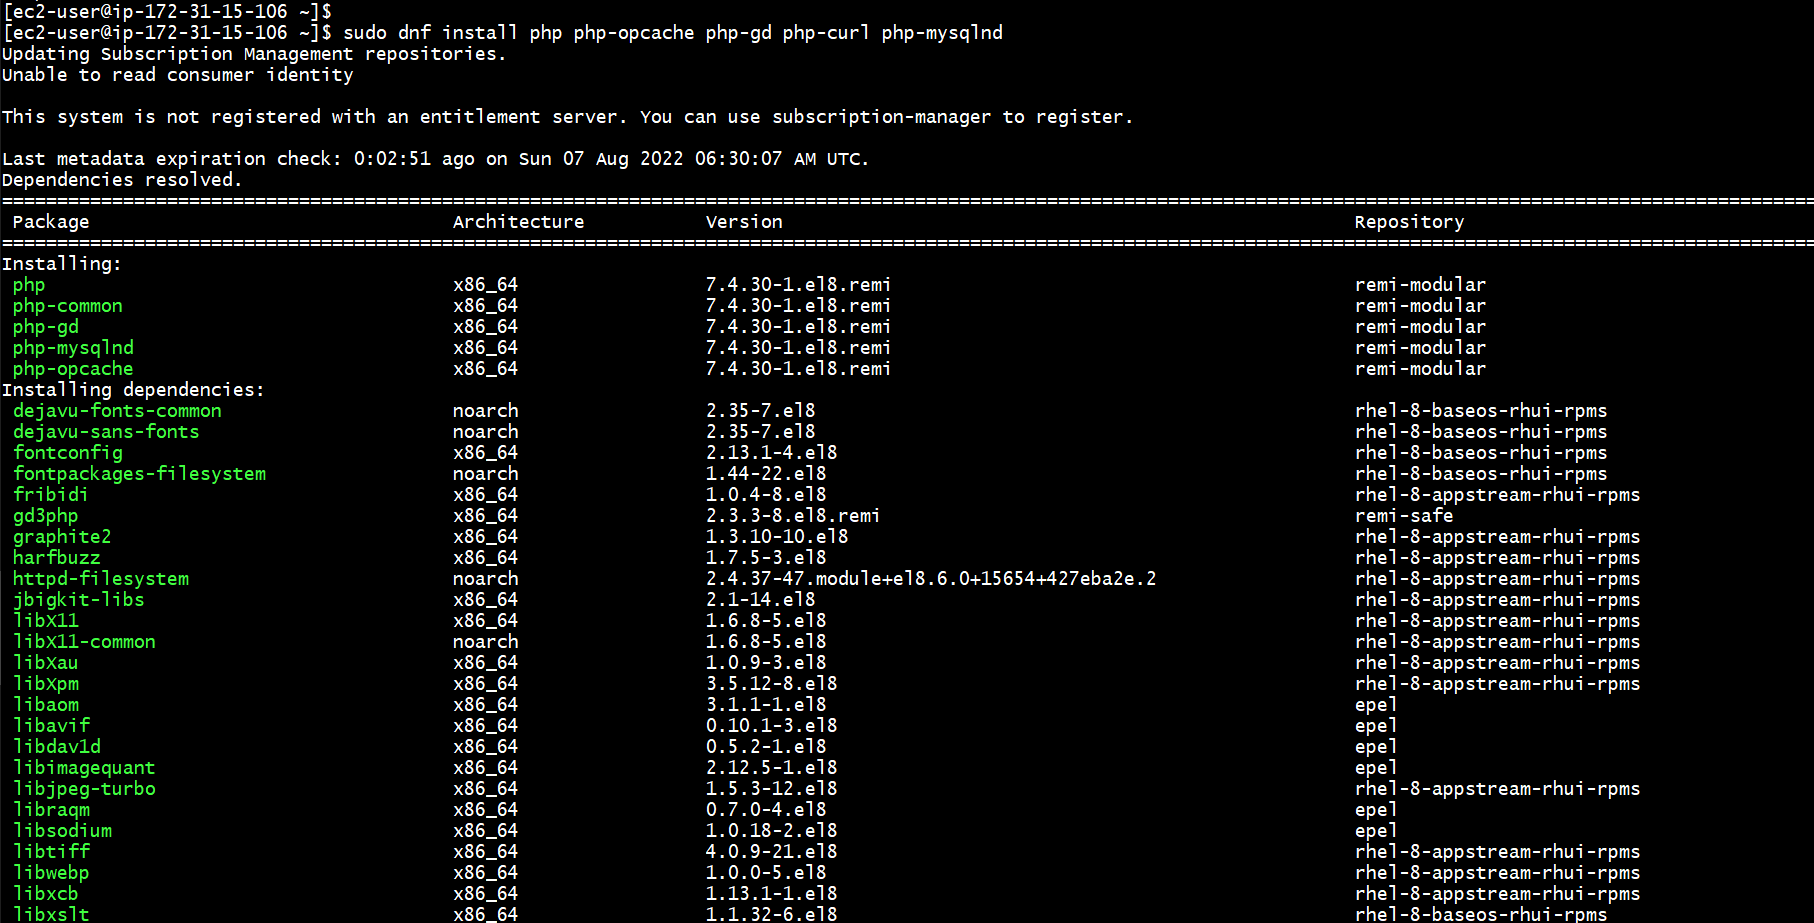 [ec2-user@ip-172-31-15-106 ~]$
[ec2-user@ip-172-31-15-106 ~]$ sudo dnf install php php-opcache php-gd php-curl php-mysqlnd
Updating Subscription Management repositories.
Unable to read consumer identity
This system is not registered with an entitlement server. You can use subscription-manager to register.
Last metadata expiration check: 0:02:51 ago on Sun 07 Aug 2022 06:30:07 AM UTC.
Dependencies resolved.
Package Architecture Version Repository
Installing:
php x86_64 7.4.30-1.el8.remi remi-modular
php-common x86_64 7.4.30-1.el8.remi remi-modular
php-gd x86_64 7.4.30-1.el8.remi remi-modular
php-mysqlnd x86_64 7.4.30-1.el8.remi remi-modular
php-opcache x86_64 7.4.30-1.el8.remi remi-modular
Installing dependencies:
dejavu-fonts-common noarch 2.35-7.el8 rhel-8-baseos-rhui-rpms
dejavu-sans-fonts noarch 2.35-7.el8 rhel-8-baseos-rhui-rpms
fontconfig x86_64 2.13.1-4.el8 rhel-8-baseos-rhui-rpms
fontpackages-filesystem noarch 1.44-22.el8 rhel-8-baseos-rhui-rpms
fribidi x86_64 1.0.4-8.el8 rhel-8-appstream-rhui-rpms
gd3php x86_64 2.3.3-8.el8.remi remi-safe
graphite2 x86_64 1.3.10-10.el8 rhel-8-appstream-rhui-rpms
harfbuzz x86_64 1.7.5-3.el8 rhel-8-appstream-rhui-rpms
httpd-filesystem noarch 2.4.37-47.module+el8.6.0+15654+427eba2e.2 rhel-8-appstream-rhui-rpms
jbigkit-libs x86_64 2.1-14.el8 rhel-8-appstream-rhui-rpms
libX11 x86_64 1.6.8-5.el8 rhel-8-appstream-rhui-rpms
libX11-common noarch 1.6.8-5.el8 rhel-8-appstream-rhui-rpms
libXau x86_64 1.0.9-3.el8 rhel-8-appstream-rhui-rpms
libXpm x86_64 3.5.12-8.el8 rhel-8-appstream-rhui-rpms
libaom x86_64 3.1.1-1.el8 epel
libavif x86_64 0.10.1-3.el8 epel
libdav1d x86_64 0.5.2-1.el8 epel
libimagequant x86_64 2.12.5-1.el8 epel
libjpeg-turbo x86_64 1.5.3-12.el8 rhel-8-appstream-rhui-rpms
libraqm x86_64 0.7.0-4.el8 epel
libsodium x86_64 1.0.18-2.el8 epel
libtiff x86_64 4.0.9-21.el8 rhel-8-appstream-rhui-rpms
libwebp x86_64 1.0.0-5.el8 rhel-8-appstream-rhui-rpms
libxcb x86_64 1.13.1-1.el8 rhel-8-appstream-rhui-rpms
libxslt x86_64 1.1.32-6.el8 rhel-8-baseos-rhui-rpms